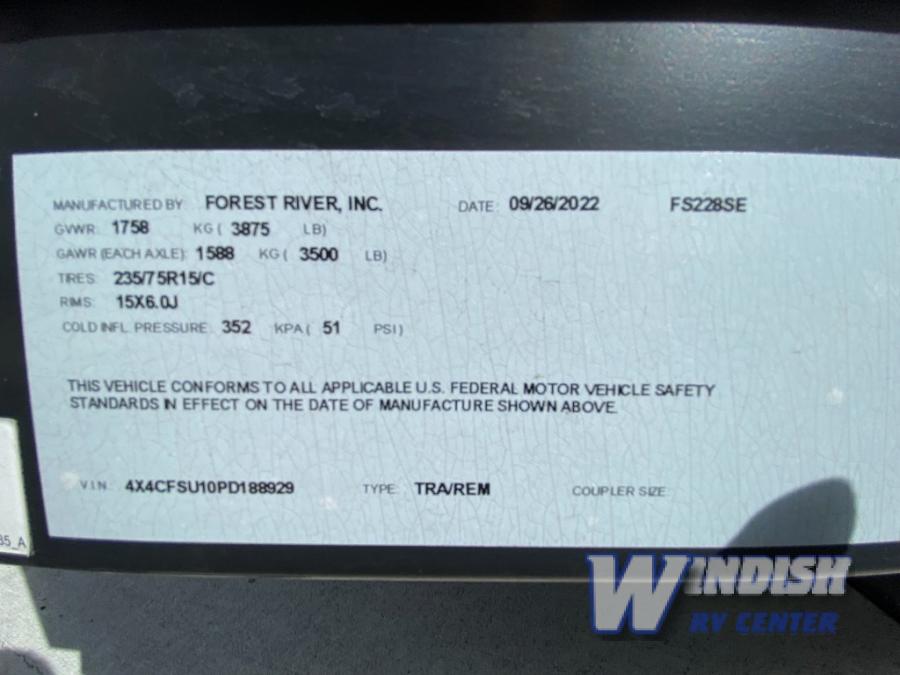 MANUFACTURED BY FOREST RIVER, INC. DATE: 09/26/2022 FS228SE
GVWR: 1758 KG ( 3875 LB)
GAWR (EACH AXLE): 1588 KG ( 3500 LB)
TIRES: 235/75R15/C
RIMS: 15X6.0J
COLD INFL. PRESSURE: 352 KPA ( 51 PSI)
THIS VEHICLE CONFORMS TO ALL APPLICABLE U.S. FEDERAL MOTOR VEHICLE SAFETY
STANDARDS IN EFFECT ON THE DATE OF MANUFACTURE SHOWN ABOVE.
V.I.N.: 4X4CFSU10PD188929 TYPE: TRA/REM COUPLER SIZE:
35_A
WINDISH
RV CENTER